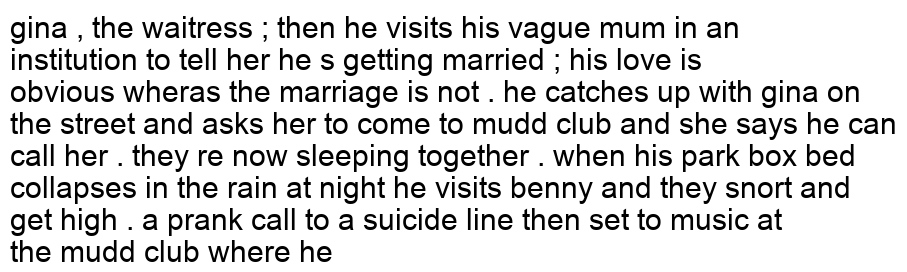 gina , the waitress ; then he visits his vague mum in an
institution to tell her he s getting married ; his love is
obvious wheras the marriage is not . he catches up with gina on
the street and asks her to come to mudd club and she says he can
call her . they re now sleeping together . when his park box bed
collapses in the rain at night he visits benny and they snort and
get high . a prank call to a suicide line then set to music at
the mudd club where he